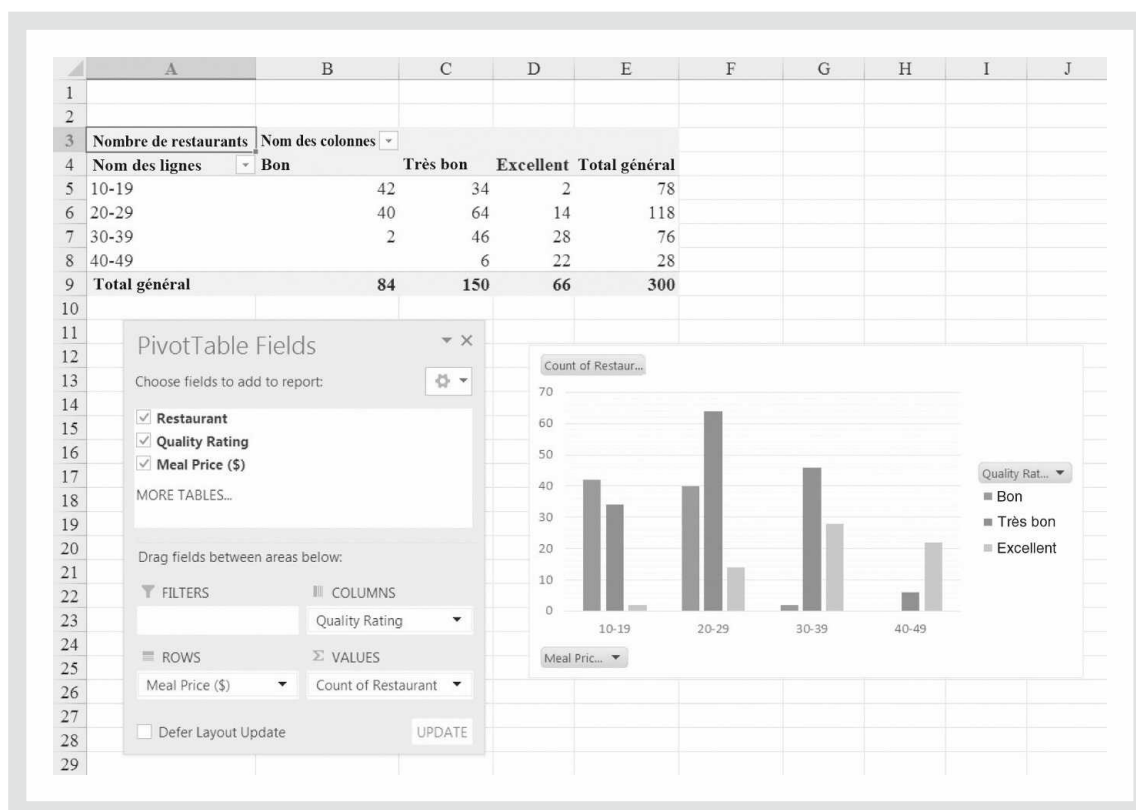 A B C D E F G H I J
1
2
3 Nombre de restaurants Nom des colonnes
4 Nom des lignes Bon Très bon Excellent Total général
5 10-19 42 34 2 78
6 20-29 40 64 14 118
7 30-39 2 46 28 76
8 40-49 6 22 28
9 Total général 84 150 66 300
10
11
12
13
14
15
16
17
18
19
20
21
22
23
24
25
26
27
28
29
PivotTable Fields
Choose fields to add to report:
Restaurant
Quality Rating
Meal Price ($)
MORE TABLES...
Drag fields between areas below:
FILTERS COLUMNS
Quality Rating
ROWS Σ VALUES
Meal Price ($) Count of Restaurant
Defer Layout Update UPDATE
Count of Restaur...
70
60
50
40
30
20
10
0
10-19 20-29 30-39 40-49
Meal Pric...
Quality Rat...
Bon
Très bon
Excellent